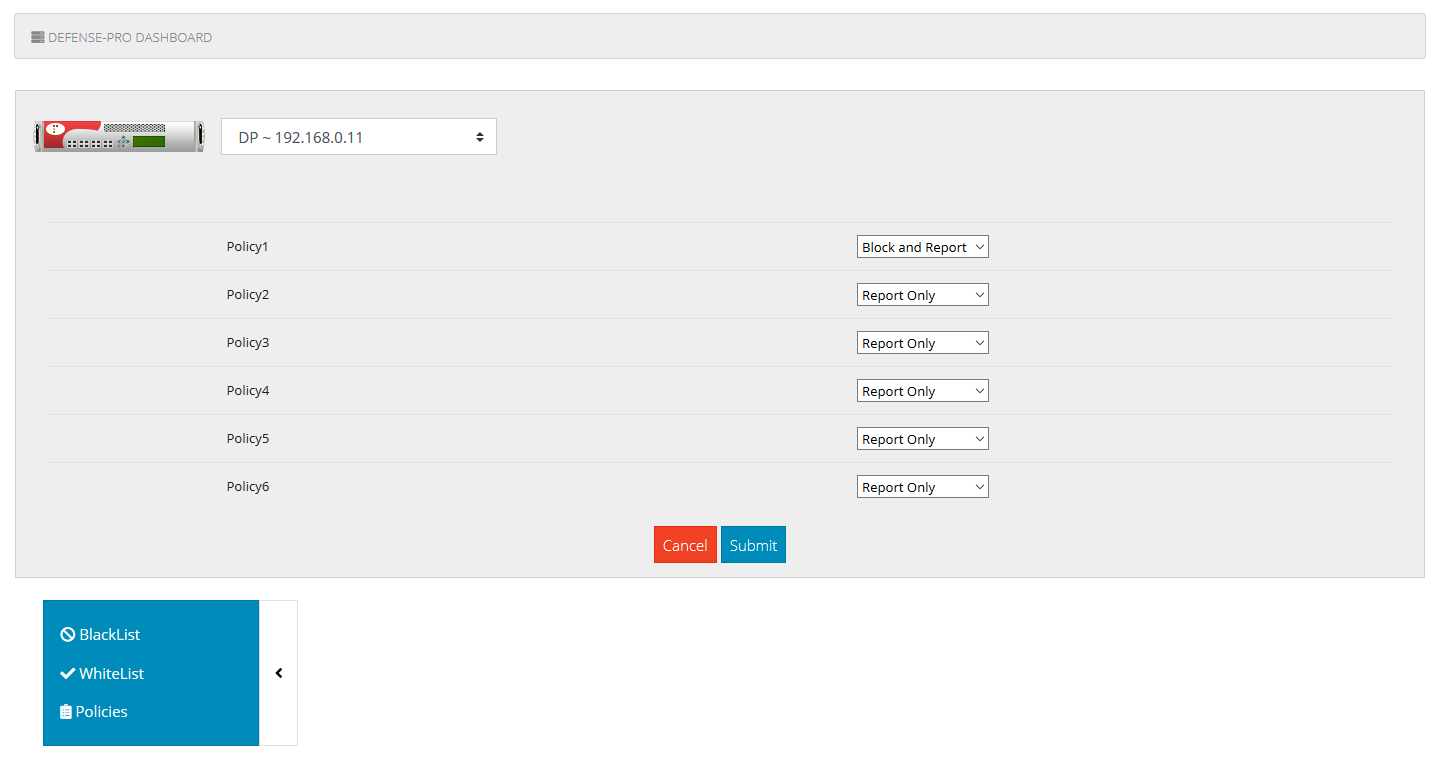 DEFENSE-PRO DASHBOARD
DP ~ 192.168.0.11
Policy1 Block and Report
Policy2 Report Only
Policy3 Report Only
Policy4 Report Only
Policy5 Report Only
Policy6 Report Only
Cancel Submit
BlackList
WhiteList
Policies